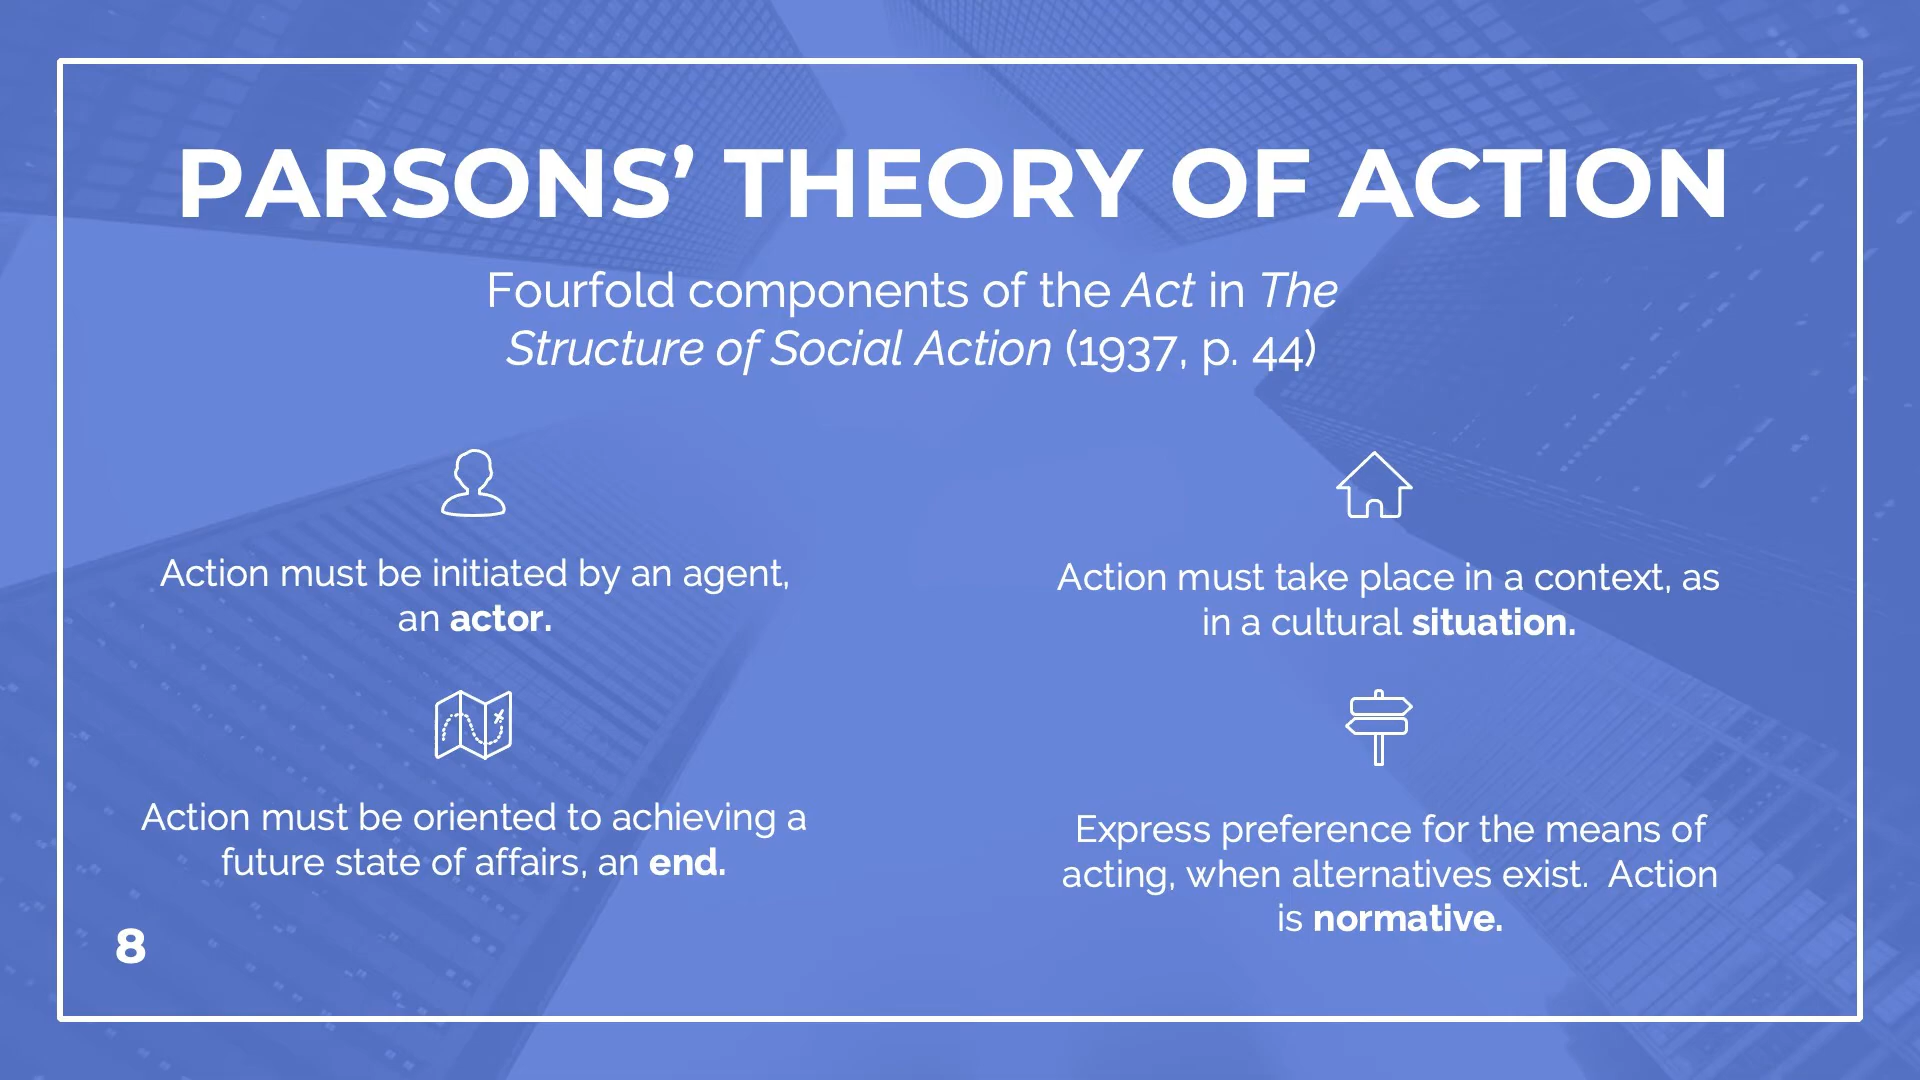 PARSONS’ THEORY OF ACTION
Fourfold components of the Act in The
Structure of Social Action (1937, p. 44)
Action must be initiated by an agent,
an actor.
Action must take place in a context, as
in a cultural situation.
Action must be oriented to achieving a
future state of affairs, an end.
Express preference for the means of
acting, when alternatives exist.  Action
is normative.
8